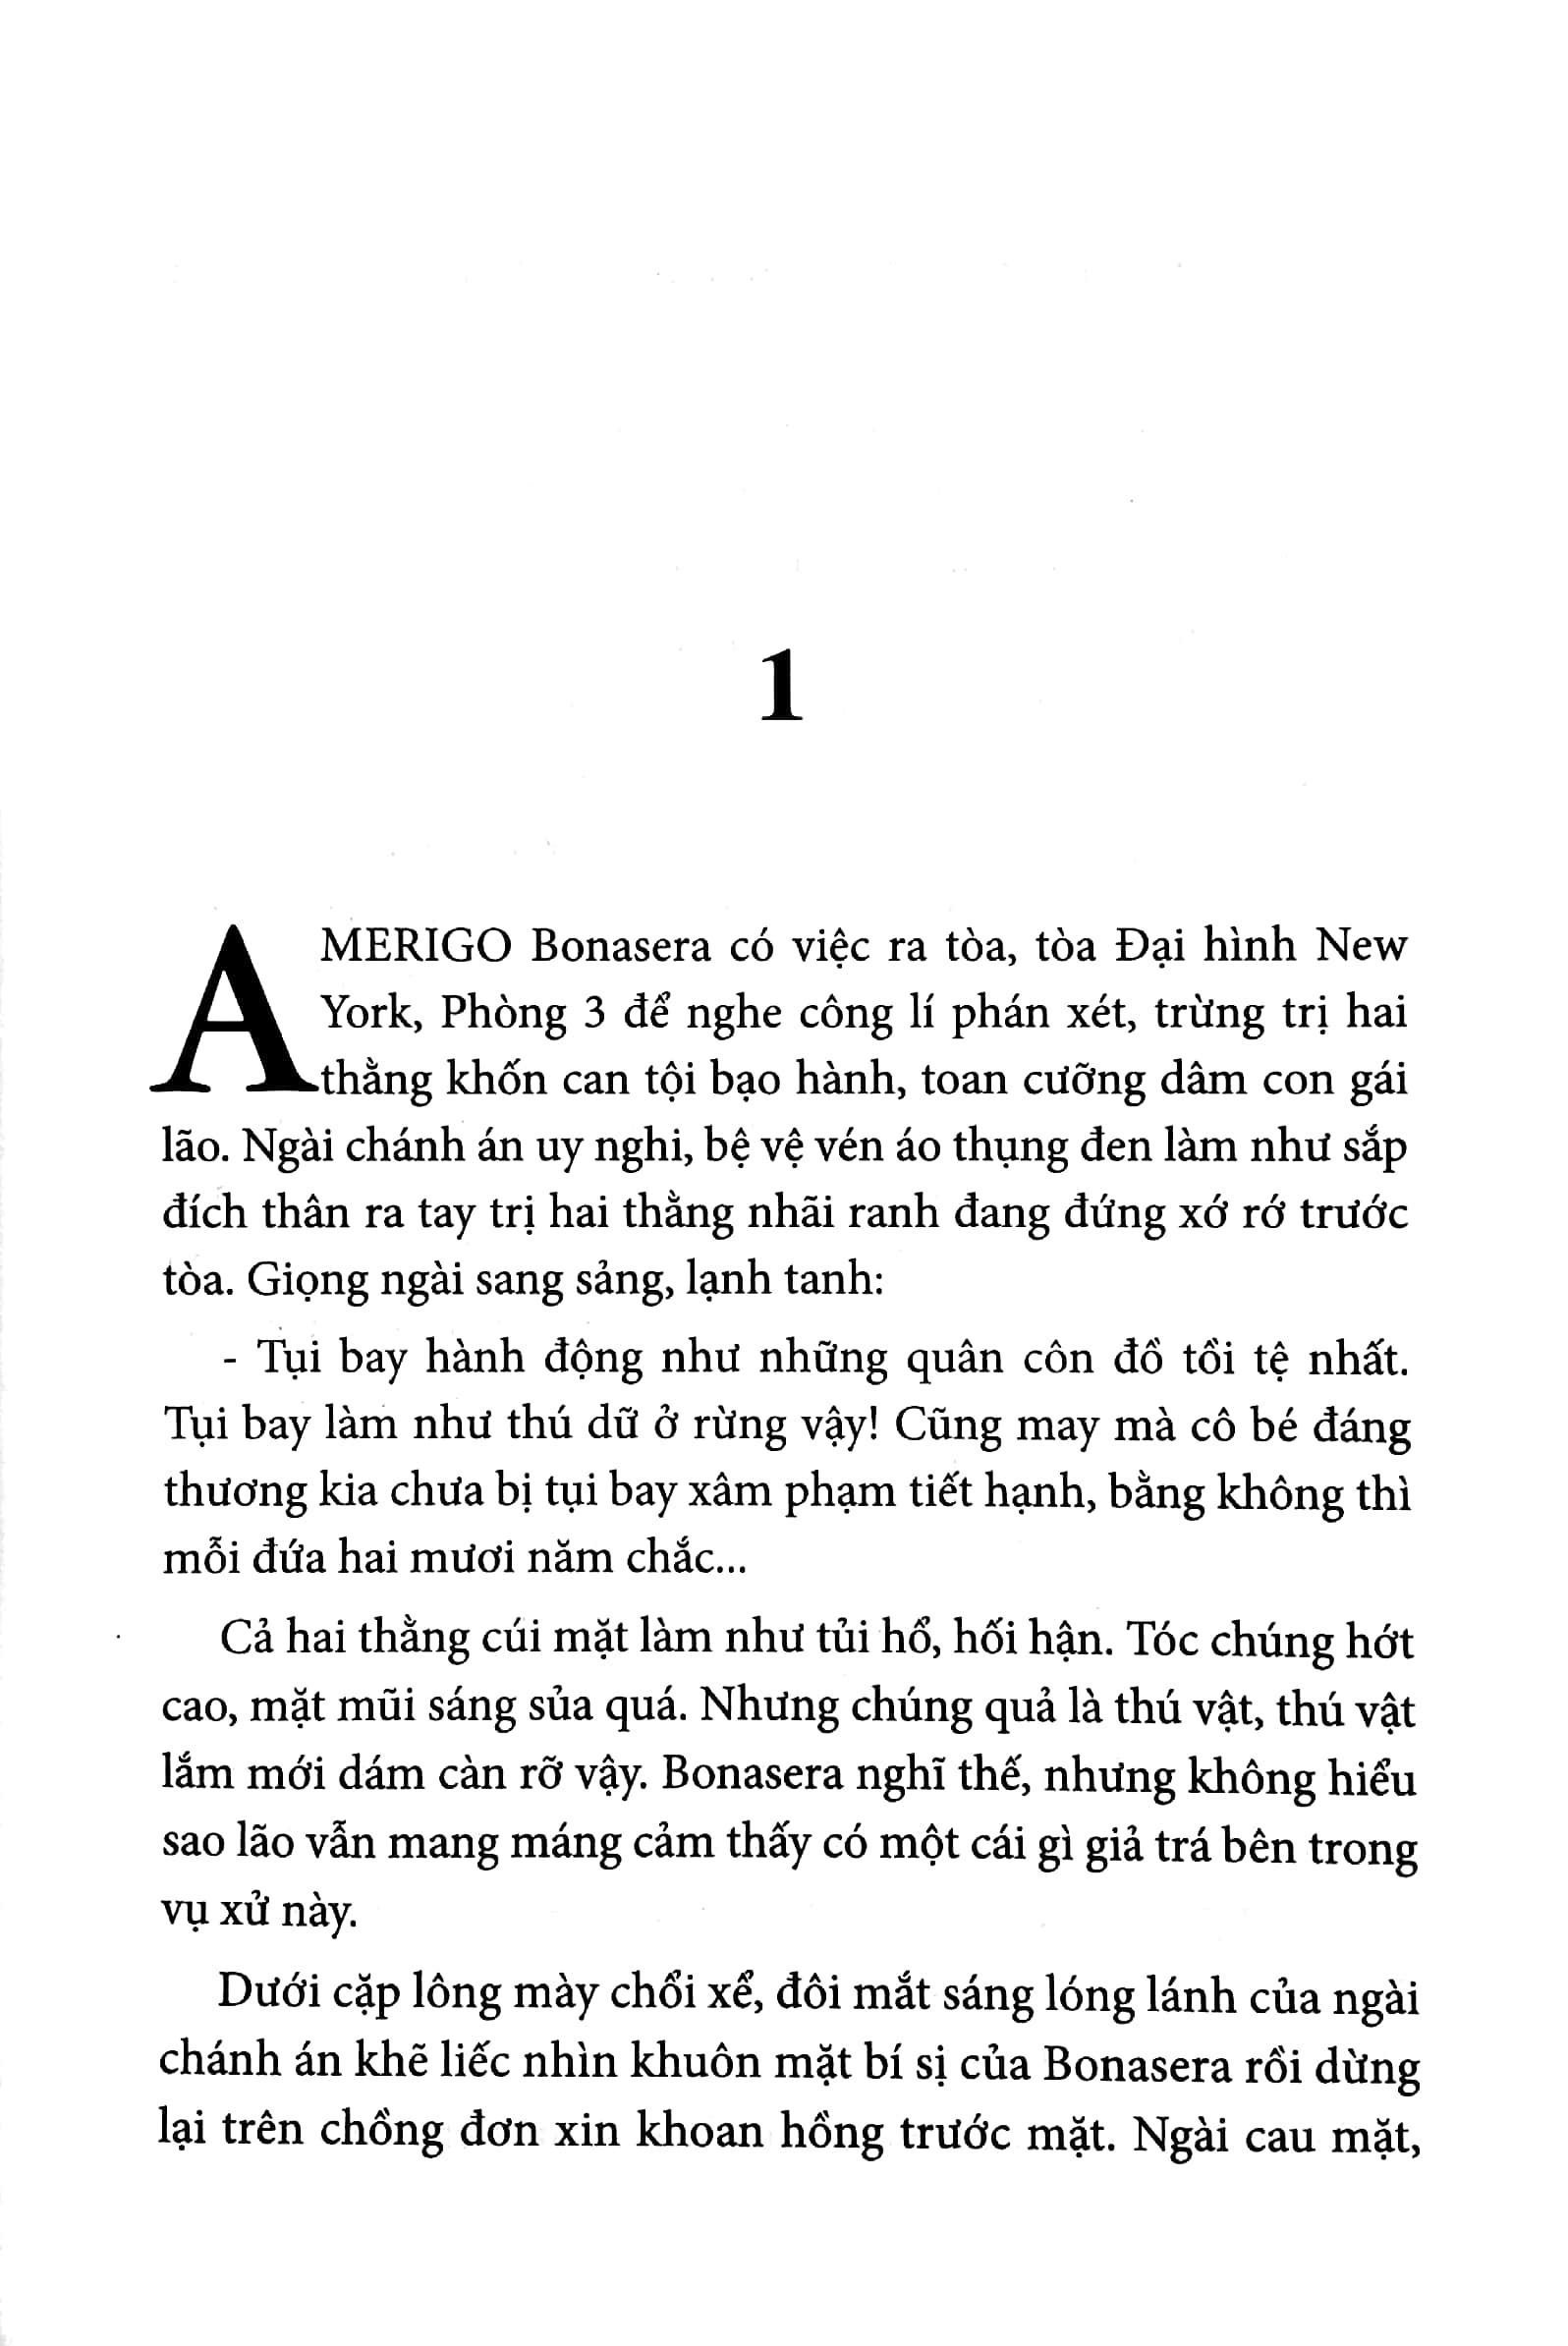 1
AMERIGO Bonasera có việc ra tòa, tòa Đại hình New
York, Phòng 3 để nghe công lí phán xét, trừng trị hai
thằng khốn can tội bạo hành, toan cưỡng dâm con gái
lão. Ngài chánh án uy nghi, bệ vệ vén áo thụng đen làm như sắp
đích thân ra tay trị hai thằng nhãi ranh đang đứng xớ rớ trước
tòa. Giọng ngài sang sảng, lạnh tanh:
- Tụi bay hành động như những quân côn đồ tồi tệ nhất.
Tụi bay làm như thú dữ ở rừng vậy! Cũng may mà cô bé đáng
thương kia chưa bị tụi bay xâm phạm tiết hạnh, bằng không thì
mỗi đứa hai mươi năm chắc...
Cả hai thằng cúi mặt làm như tủi hổ, hối hận. Tóc chúng hớt
cao, mặt mũi sáng sủa quá. Nhưng chúng quả là thú vật, thú vật
lắm mới dám càn rỡ vậy. Bonasera nghĩ thế, nhưng không hiểu
sao lão vẫn mang máng cảm thấy có một cái gì giả trá bên trong
vụ xử này.
Dưới cặp lông mày chổi xể, đôi mắt sáng lóng lánh của ngài
chánh án khẽ liếc nhìn khuôn mặt bí sị của Bonasera rồi dừng
lại trên chồng đơn xin khoan hồng trước mặt. Ngài cau mặt,